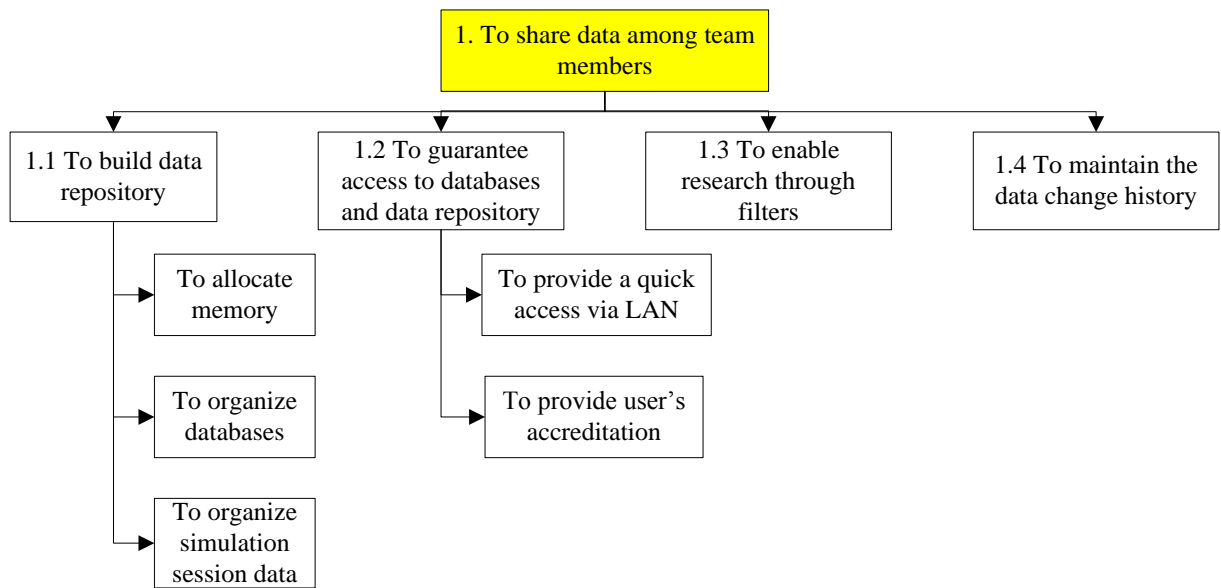 1. To share data among team
members
1.1 To build data
repository
1.2 To guarantee
access to databases
and data repository
1.3 To enable
research through
filters
1.4 To maintain the
data change history
To allocate
memory
To provide a quick
access via LAN
To organize
databases
To provide user’s
accreditation
To organize
simulation
session data